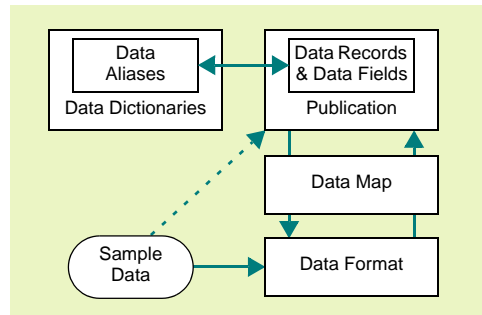 Data
Aliases
Data Dictionaries
Data Records
& Data Fields
Publication
Data Map
Sample
Data
Data Format